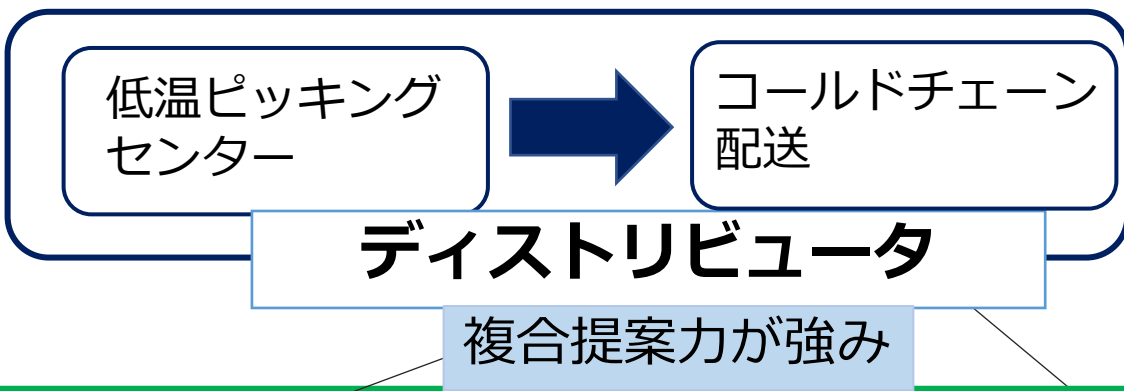 低温ピッキング
センター
コールドチェーン
配送
ディストリビュータ
複合提案力が強み